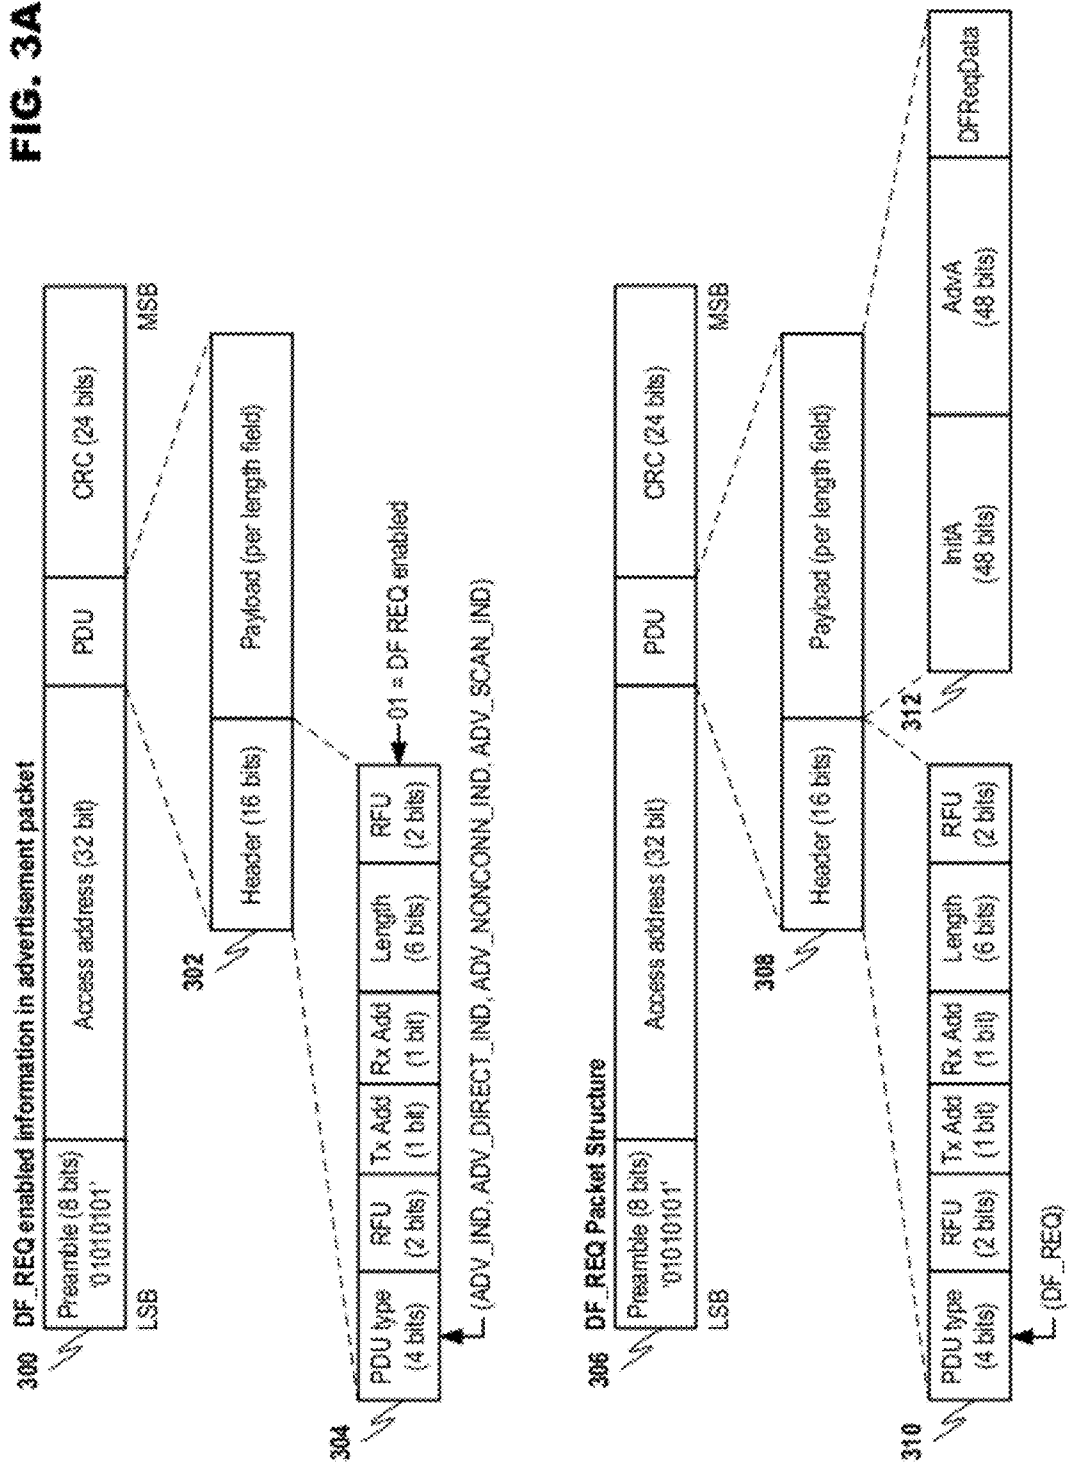 FIG. 3A
DF_REQ enabled information in advertisement packet
300
Preamble (8 bits)
'01010101'
Access address (32 bit)
PDU
CRC (24 bits)
LSB
MSB
302
Header (16 bits)
Payload (per length field)
304
PDU type
(4 bits)
RFU
(2 bits)
Tx Add
(1 bit)
Rx Add
(1 bit)
Length
(6 bits)
RFU
(2 bits)
01 = DF REQ enabled
(ADV_IND, ADV_DIRECT_IND, ADV_NONCONN_IND, ADV_SCAN_IND)
DF_REQ Packet Structure
306
Preamble (8 bits)
'01010101'
Access address (32 bit)
PDU
CRC (24 bits)
LSB
MSB
308
Header (16 bits)
Payload (per length field)
310
PDU type
(4 bits)
RFU
(2 bits)
Tx Add
(1 bit)
Rx Add
(1 bit)
Length
(6 bits)
RFU
(2 bits)
(DF_REQ)
312
InitA
(48 bits)
AdvA
(48 bits)
DFReqData